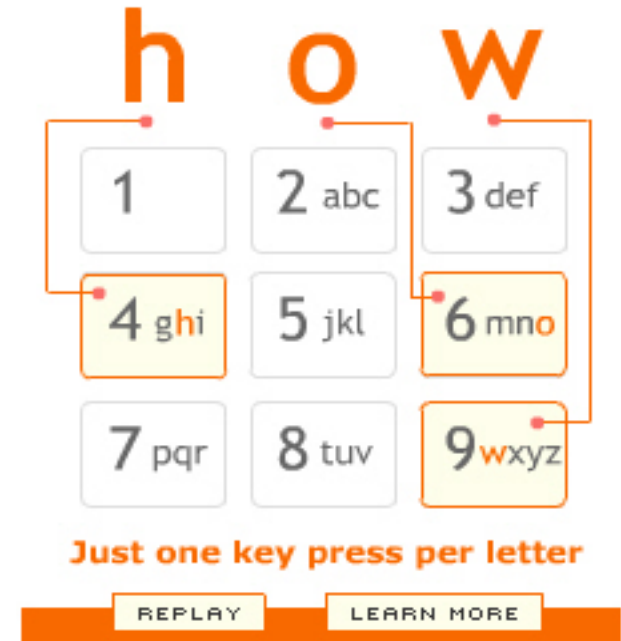 how
1 2 abc 3 def
4 ghi 5 jkl 6 mno
7 pqr 8 tuv 9 wxyz
Just one key press per letter
REPLAY LEARN MORE